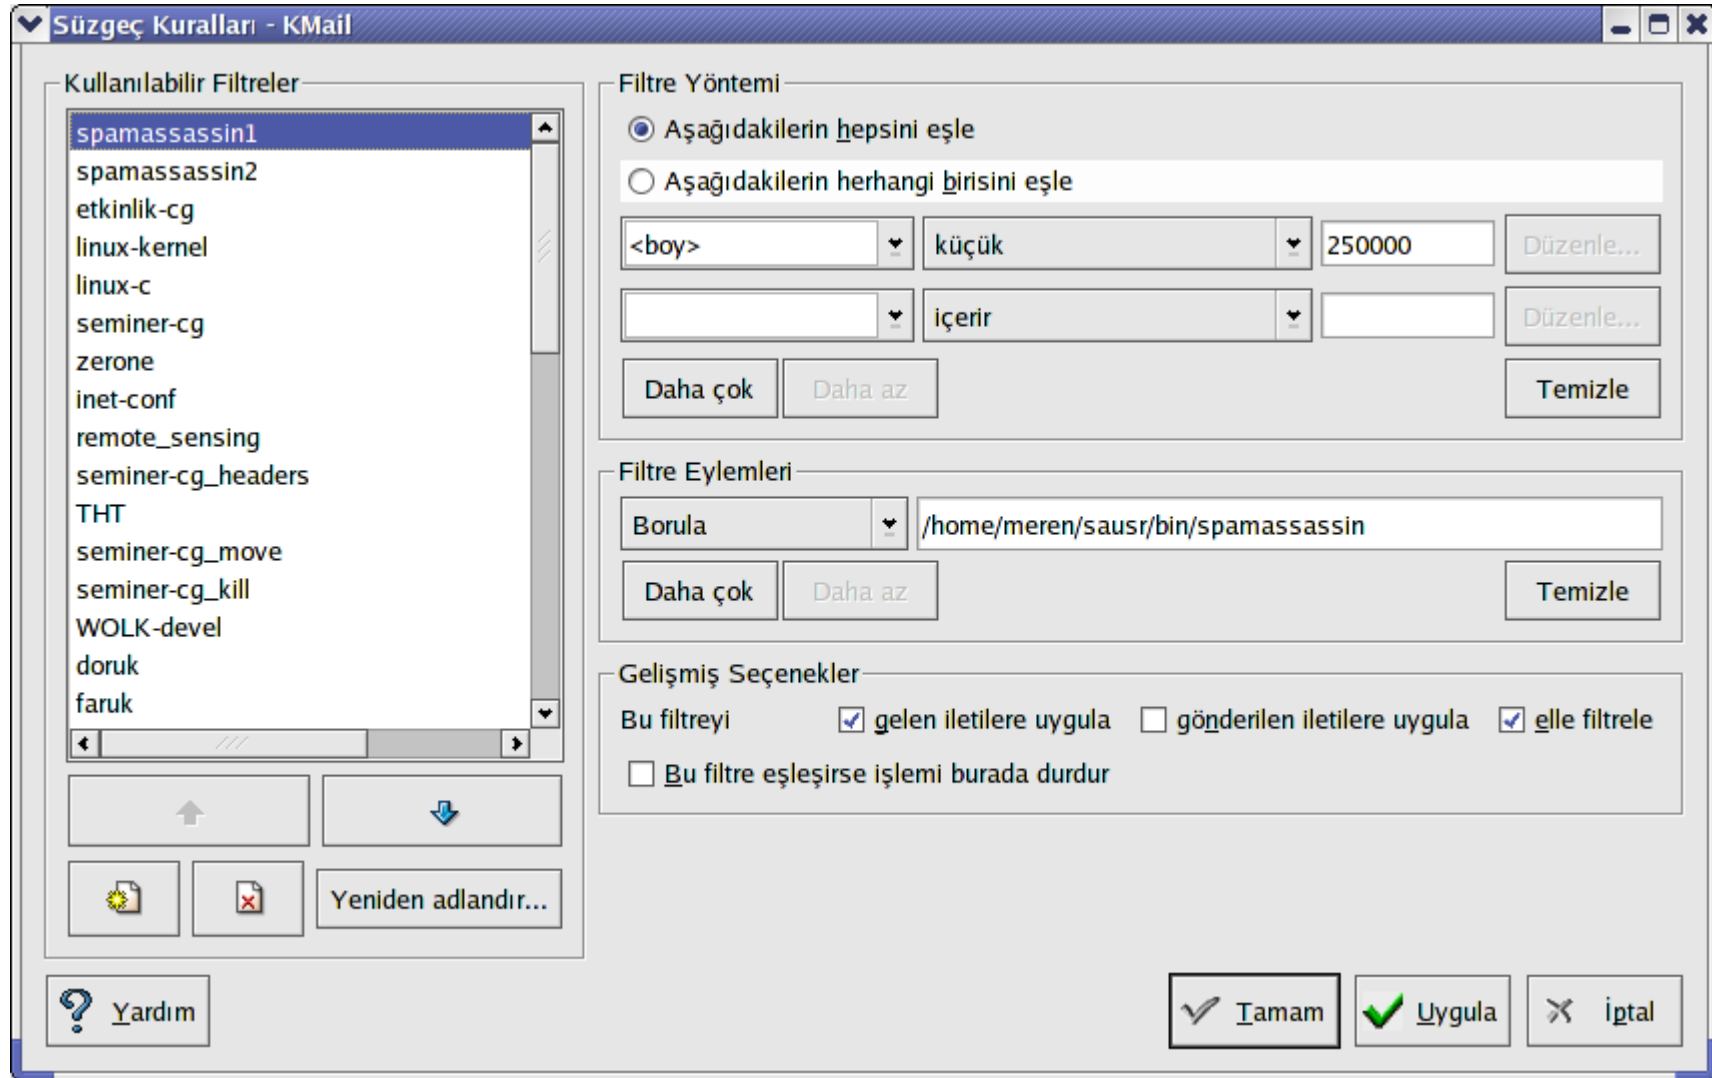 Süzgeç Kuralları - KMail
Kullanılabilir Filtreler
spamassassin1
spamassassin2
etkinlik-cg
linux-kernel
linux-c
seminer-cg
zerone
inet-conf
remote_sensing
seminer-cg_headers
THT
seminer-cg_move
seminer-cg_kill
WOLK-devel
doruk
faruk
Yeniden adlandır...
Filtre Yöntemi
Aşağıdakilerin hepsini eşle
Aşağıdakilerin herhangi birisini eşle
<boy> küçük 250000 Düzenle...
içerir Düzenle...
Daha çok Daha az Temizle
Filtre Eylemleri
Borula /home/meren/sausr/bin/spamassassin
Daha çok Daha az Temizle
Gelişmiş Seçenekler
Bu filtreyi gelen iletilere uygula gönderilen iletilere uygula elle filtrele
Bu filtre eşleşirse işlemi burada durdur
Yardım Tamam Uygula İptal